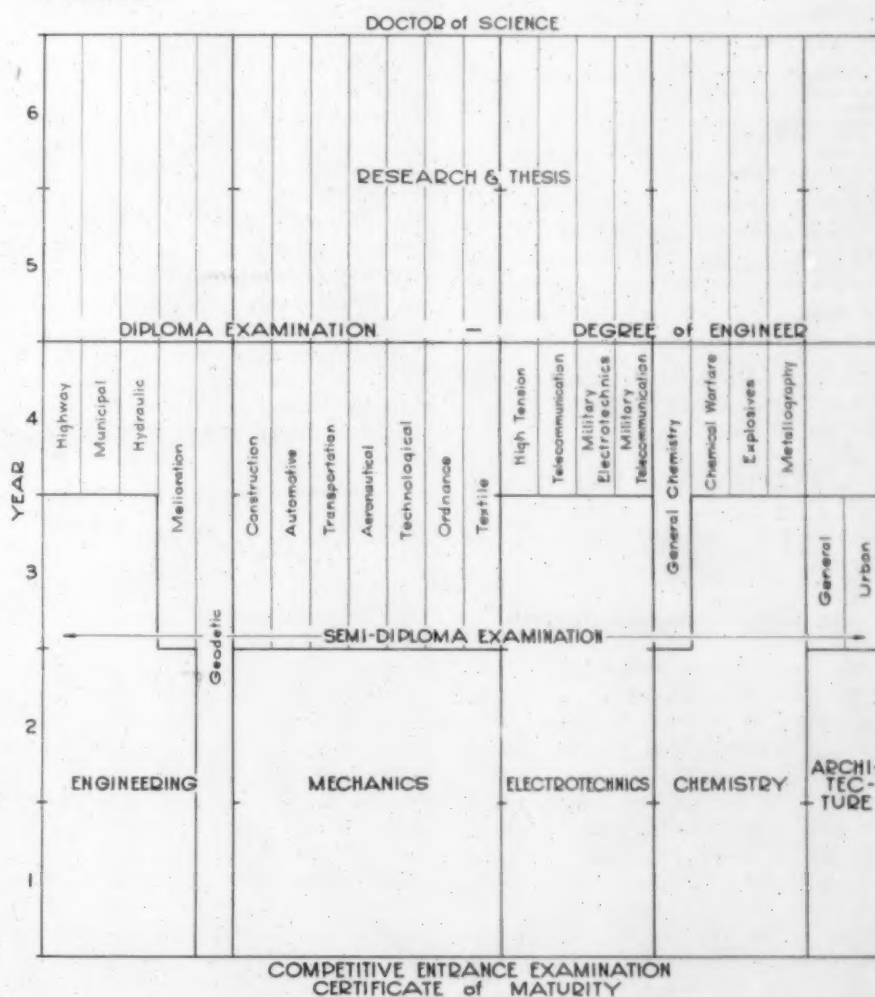 DOCTOR of SCIENCE
6
RESEARCH & THESIS
5
DIPLOMA EXAMINATION - DEGREE of ENGINEER
YEAR
4
Highway
Municipal
Hydraulic
Melioration
Geodetic
Construction
Automotive
Transportation
Aeronautical
Technological
Ordnance
Textile
High Tension
Telecommunication
Military
Electrotechnics
Military
Telecommunication
General Chemistry
Chemical Warfare
Explosives
Metallography
General
Urban
3
SEMI-DIPLOMA EXAMINATION
2
ENGINEERING
MECHANICS
ELECTROTECHNICS
CHEMISTRY
ARCHI-
TEC-
TURE
1
COMPETITIVE ENTRANCE EXAMINATION
CERTIFICATE of MATURITY